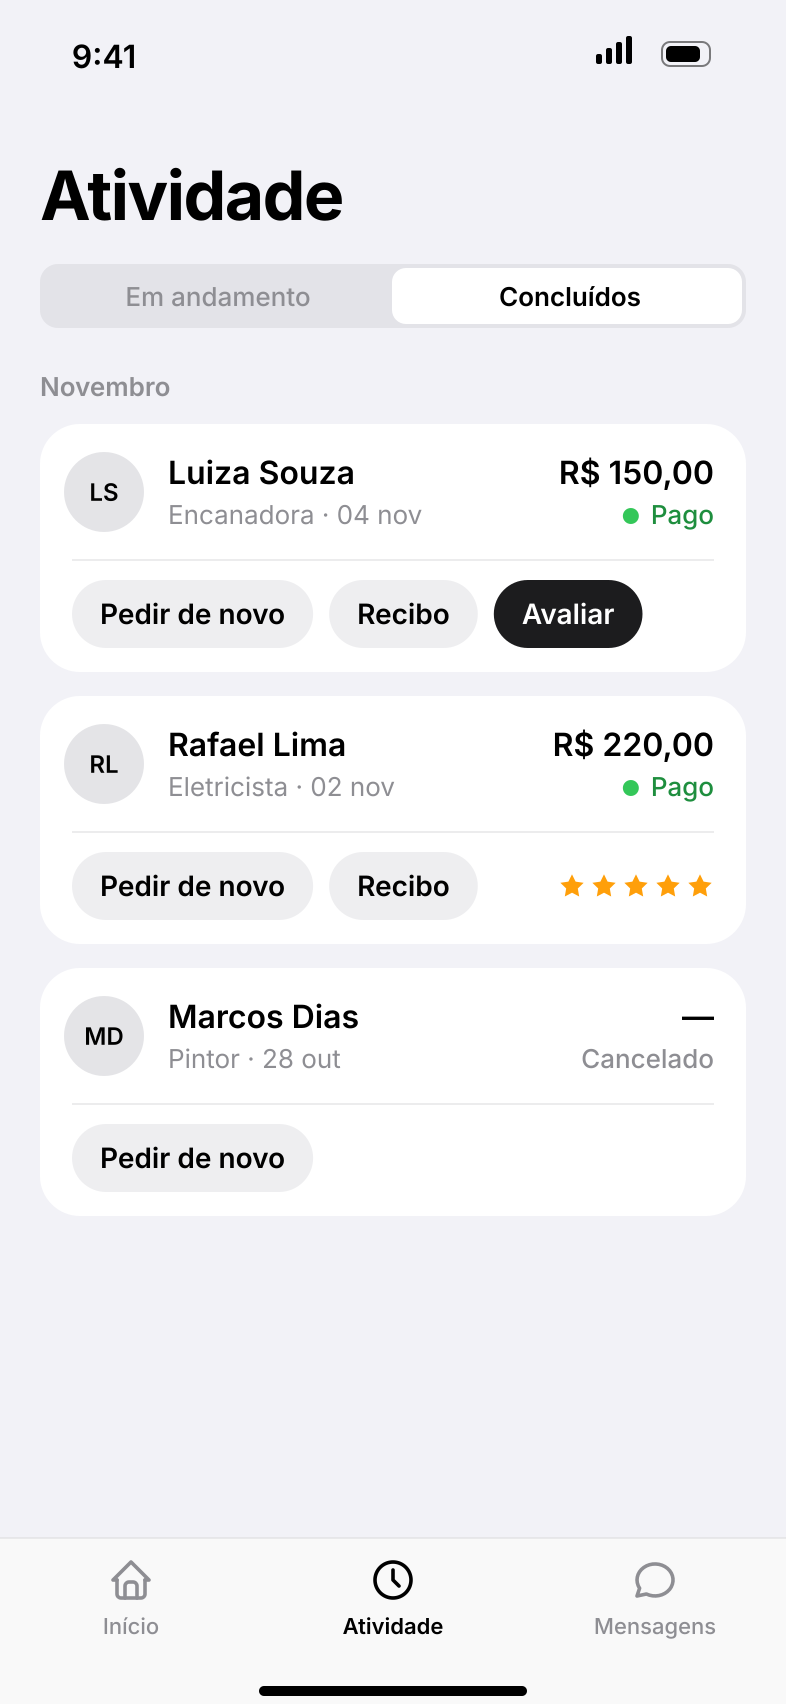 9:41
Atividade
Em andamento
Concluídos
Novembro
LS
Luiza Souza
R$ 150,00
Encanadora · 04 nov
Pago
Pedir de novo
Recibo
Avaliar
RL
Rafael Lima
R$ 220,00
Eletricista · 02 nov
Pago
Pedir de novo
Recibo
MD
Marcos Dias
—
Pintor · 28 out
Cancelado
Pedir de novo
Início
Atividade
Mensagens